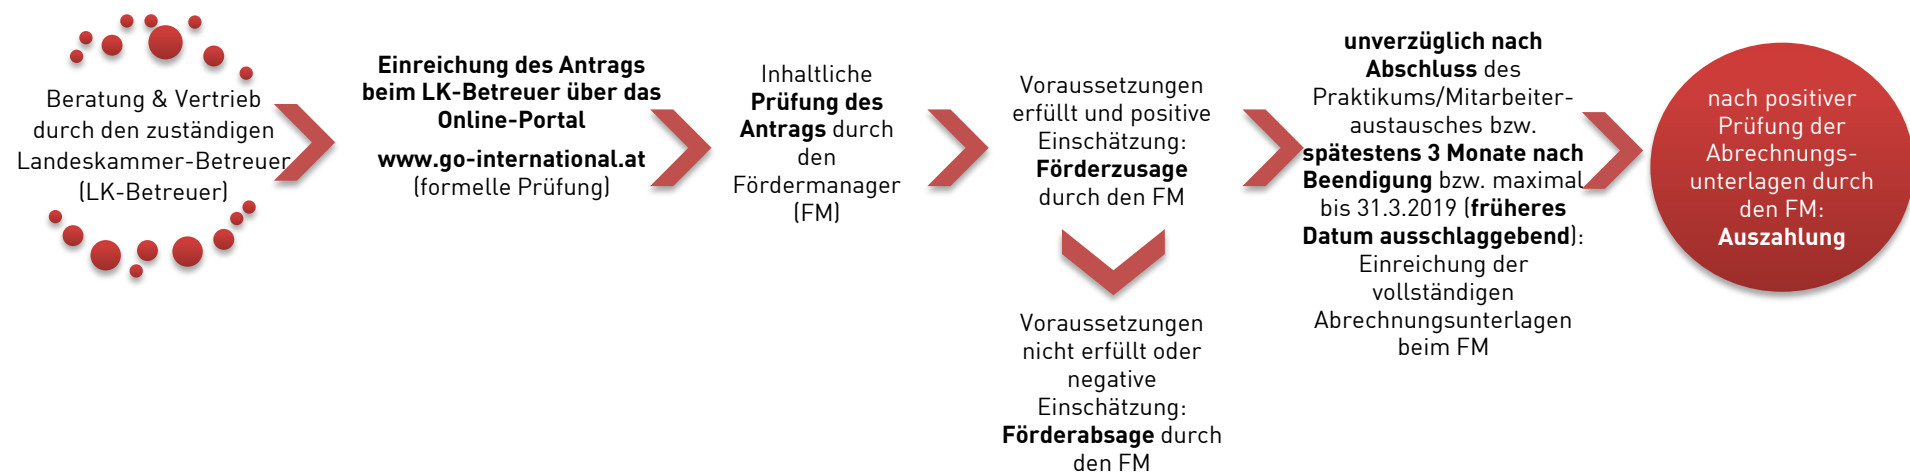 Beratung & Vertrieb
durch den zuständigen
Landeskammer-Betreuer
(LK-Betreuer)
Einreichung des Antrags
beim LK-Betreuer über das
Online-Portal
www.go-international.at
(formelle Prüfung)
Inhaltliche
Prüfung des
Antrags durch
den
Fördermanager
(FM)
Voraussetzungen
erfüllt und positive
Einschätzung:
Förderzusage
durch den FM
Voraussetzungen
nicht erfüllt oder
negative
Einschätzung:
Förderabsage durch
den FM
unverzüglich nach
Abschluss des
Praktikums/Mitarbeiter-
austausches bzw.
spätestens 3 Monate nach
Beendigung bzw. maximal
bis 31.3.2019 (früheres
Datum ausschlaggebend):
Einreichung der
vollständigen
Abrechnungsunterlagen
beim FM
nach positiver
Prüfung der
Abrechnungs-
unterlagen durch
den FM:
Auszahlung